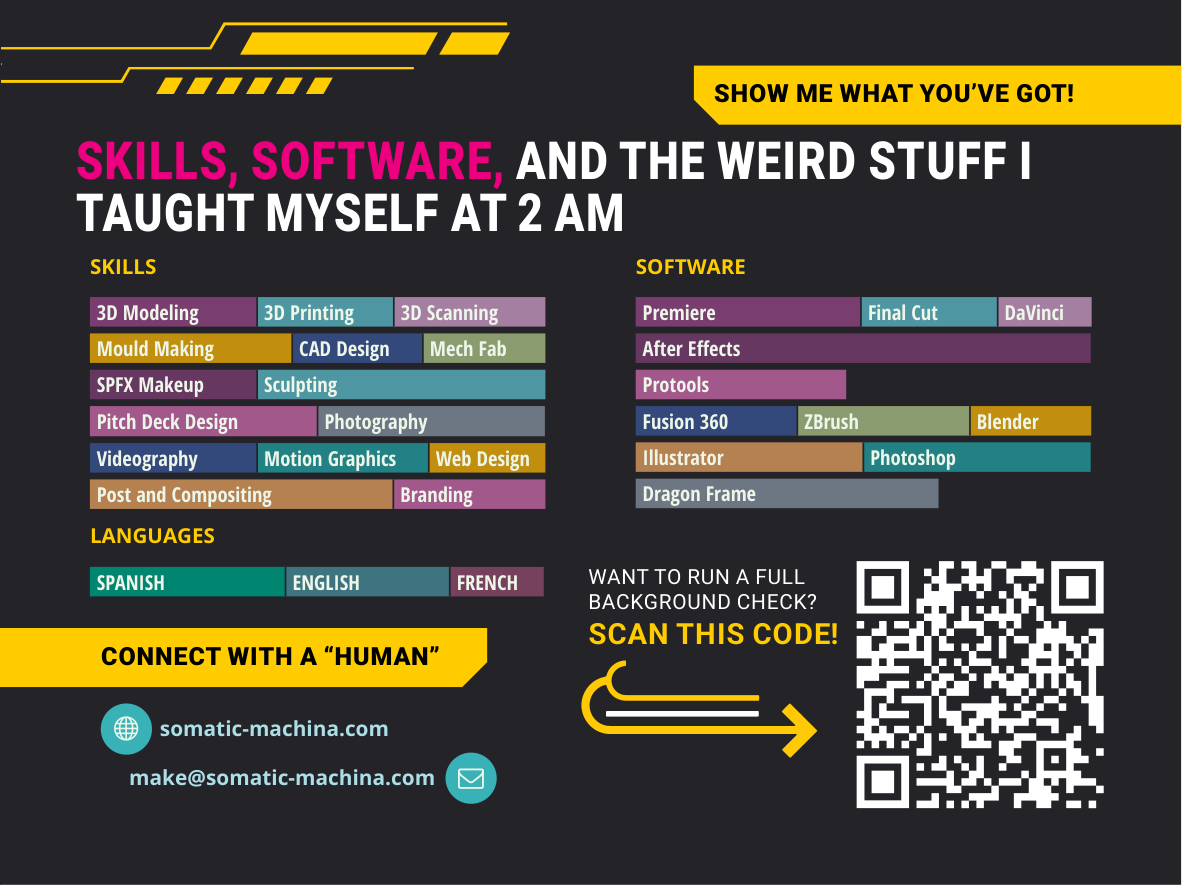 SHOW ME WHAT YOU’VE GOT!
SKILLS, SOFTWARE, AND THE WEIRD STUFF I
TAUGHT MYSELF AT 2 AM
SKILLS
3D Modeling 3D Printing 3D Scanning
Mould Making CAD Design Mech Fab
SPFX Makeup Sculpting
Pitch Deck Design Photography
Videography Motion Graphics Web Design
Post and Compositing Branding
SOFTWARE
Premiere Final Cut DaVinci
After Effects
Protools
Fusion 360 ZBrush Blender
Illustrator Photoshop
Dragon Frame
LANGUAGES
SPANISH ENGLISH FRENCH
WANT TO RUN A FULL
BACKGROUND CHECK?
SCAN THIS CODE!
CONNECT WITH A “HUMAN”
somatic-machina.com
make@somatic-machina.com